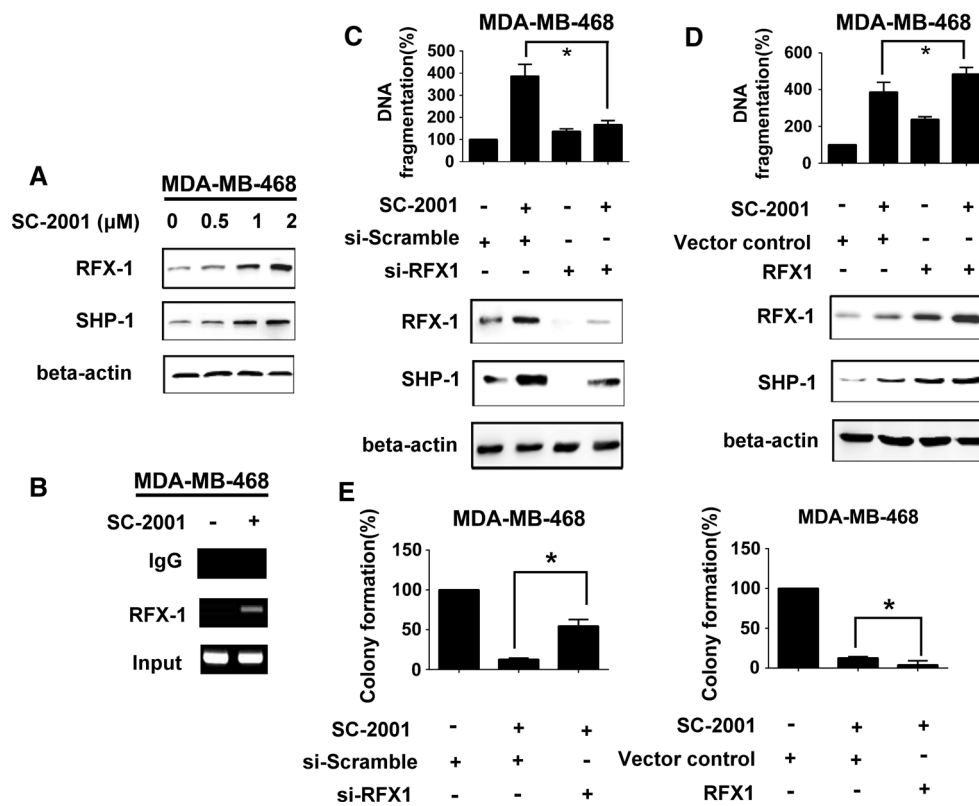 A
MDA-MB-468
SC-2001 (µM) 0 0.5 1 2
RFX-1
SHP-1
beta-actin
B
MDA-MB-468
SC-2001 - +
IgG
RFX-1
Input
C
MDA-MB-468
DNA
fragmentation(%)
500
400
300
200
100
0
*
SC-2001 - + - +
si-Scramble + + - -
si-RFX1 - - + +
RFX-1
SHP-1
beta-actin
D
MDA-MB-468
DNA
fragmentation(%)
600
400
200
0
*
SC-2001 - + - +
Vector control + + - -
RFX1 - - + +
RFX-1
SHP-1
beta-actin
E
MDA-MB-468
Colony formation(%)
150
100
50
0
*
SC-2001 - + +
si-Scramble + + -
si-RFX1 - - +
MDA-MB-468
Colony formation(%)
150
100
50
0
*
SC-2001 - + +
Vector control + + -
RFX1 - - +